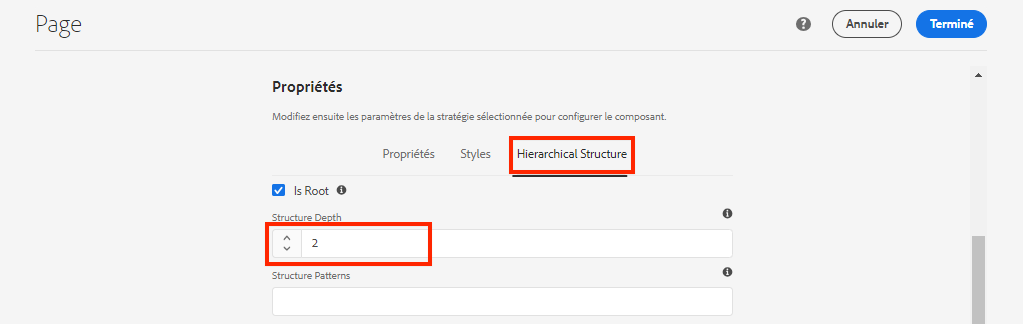 Page
? Annuler Terminé
Propriétés
Modifiez ensuite les paramètres de la stratégie sélectionnée pour configurer le composant.
Propriétés Styles Hierarchical Structure
Is Root
Structure Depth
2
Structure Patterns